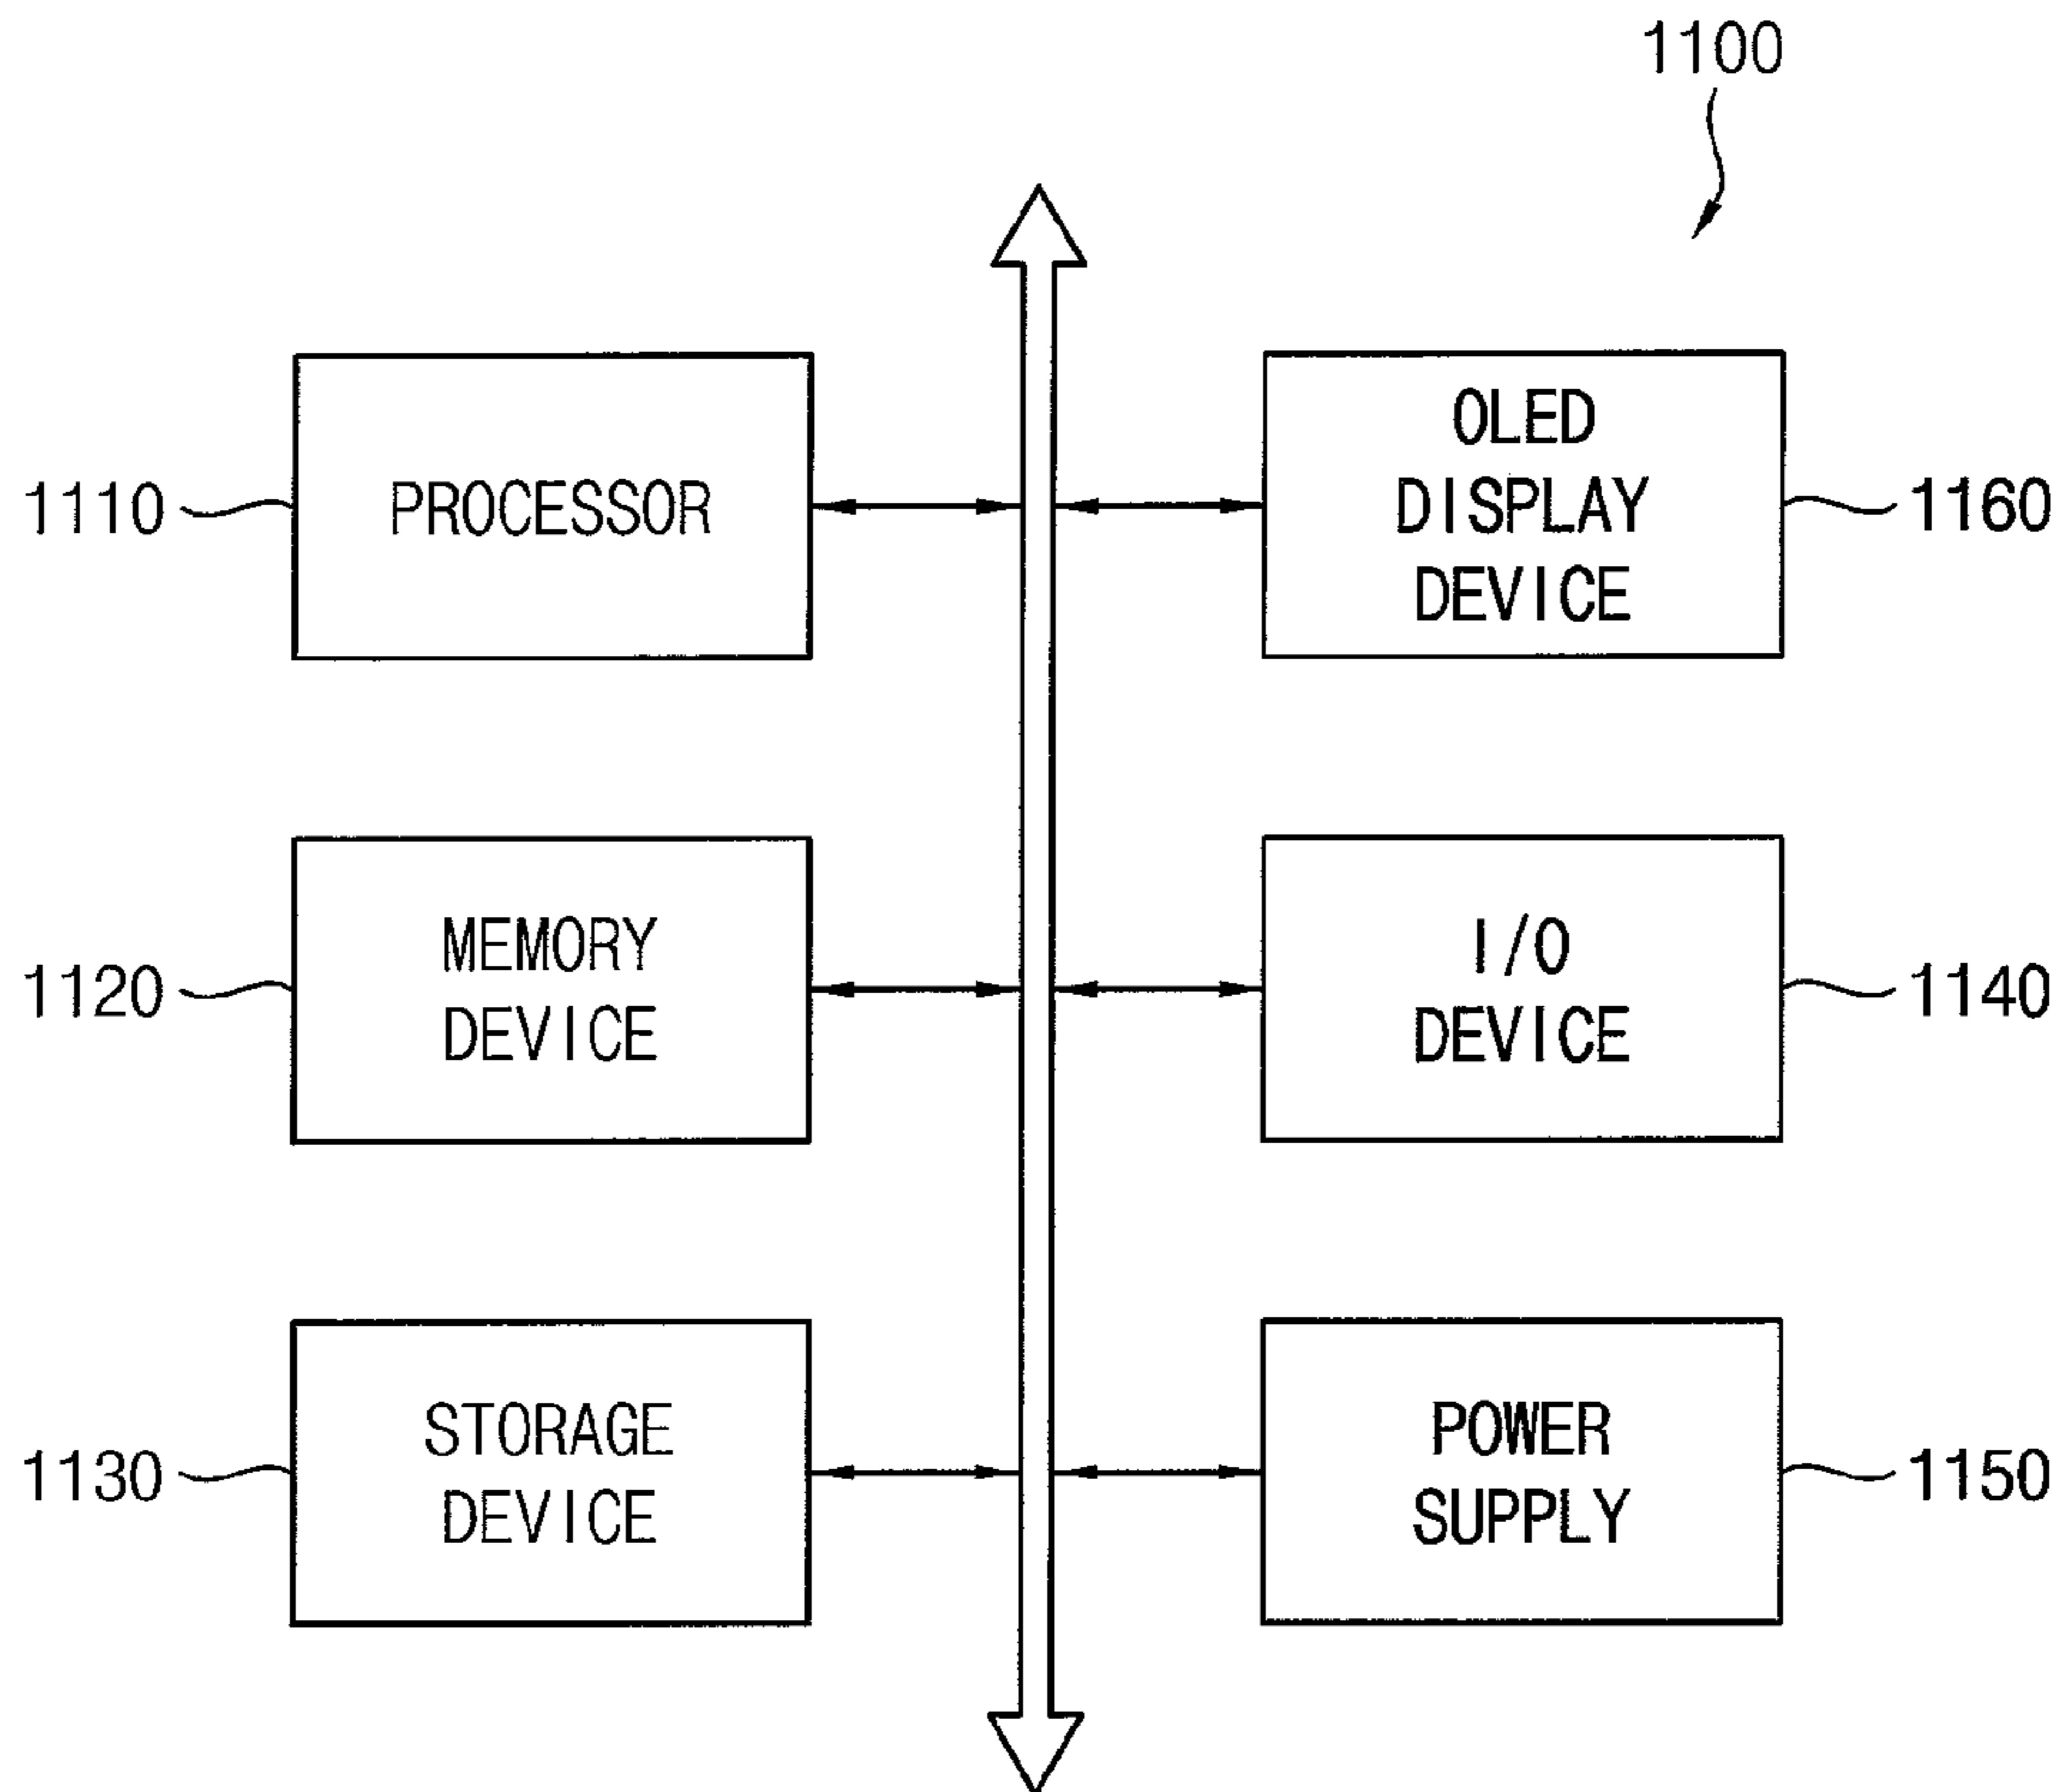 1100
1110
PROCESSOR
OLED
DISPLAY
DEVICE
1160
1120
MEMORY
DEVICE
I/O
DEVICE
1140
1130
STORAGE
DEVICE
POWER
SUPPLY
1150